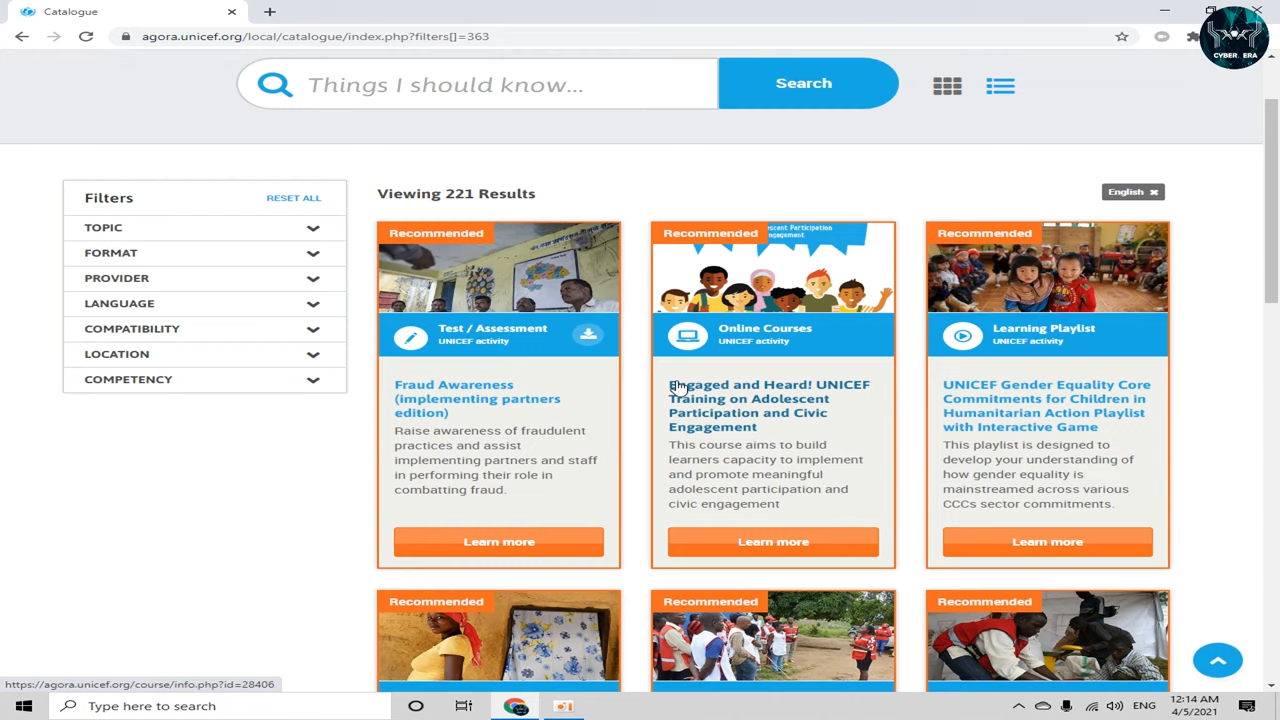 Catalogue
agora.unicef.org/local/catalogue/index.php?filters[]=363
CYBER. ERA
Things I should know...
Search
Filters
RESET ALL
TOPIC
FORMAT
PROVIDER
LANGUAGE
COMPATIBILITY
LOCATION
COMPETENCY
Viewing 221 Results
English
Recommended
Test / Assessment
UNICEF activity
Fraud Awareness
(implementing partners
edition)
Raise awareness of fraudulent
practices and assist
implementing partners and staff
in performing their role in
combatting fraud.
Learn more
Recommended
escent Participation
ngagement
Online Courses
UNICEF activity
Engaged and Heard! UNICEF
Training on Adolescent
Participation and Civic
Engagement
This course aims to build
learners capacity to implement
and promote meaningful
adolescent participation and
civic engagement
Learn more
Recommended
Learning Playlist
UNICEF activity
UNICEF Gender Equality Core
Commitments for Children in
Humanitarian Action Playlist
with Interactive Game
This playlist is designed to
develop your understanding of
how gender equality is
mainstreamed across various
CCCs sector commitments.
Learn more
Recommended
Recommended
Recommended
https://agora.unicef.org/course/info.php?id=28406
Type here to search
ENG
12:14 AM
4/5/2021